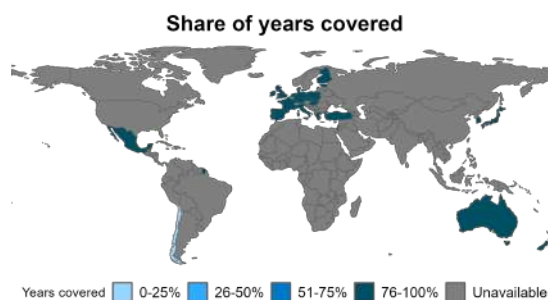 Share of years covered
Years covered 0-25% 26-50% 51-75% 76-100% Unavailable